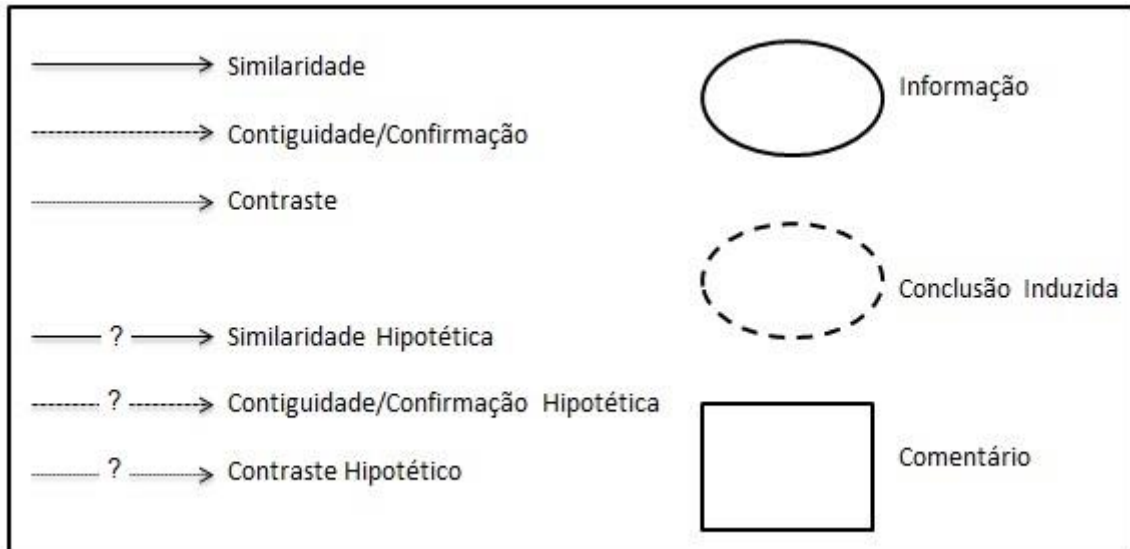 Similaridade
Contiguidade/Confirmação
Contraste
? Similaridade Hipotética
? Contiguidade/Confirmação Hipotética
? Contraste Hipotético
Informação
Conclusão Induzida
Comentário